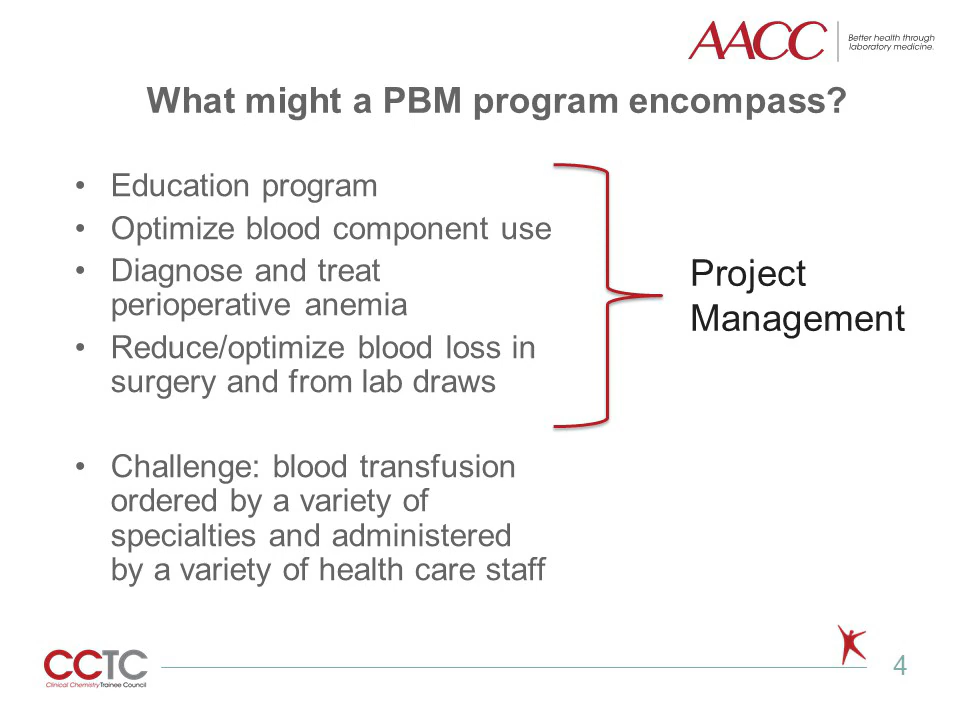 AACC
Better health through
laboratory medicine.
What might a PBM program encompass?
• Education program
• Optimize blood component use
• Diagnose and treat
perioperative anemia
• Reduce/optimize blood loss in
surgery and from lab draws
Project
Management
• Challenge: blood transfusion
ordered by a variety of
specialties and administered
by a variety of health care staff
CCTC
Clinical Chemistry Trainee Council
4